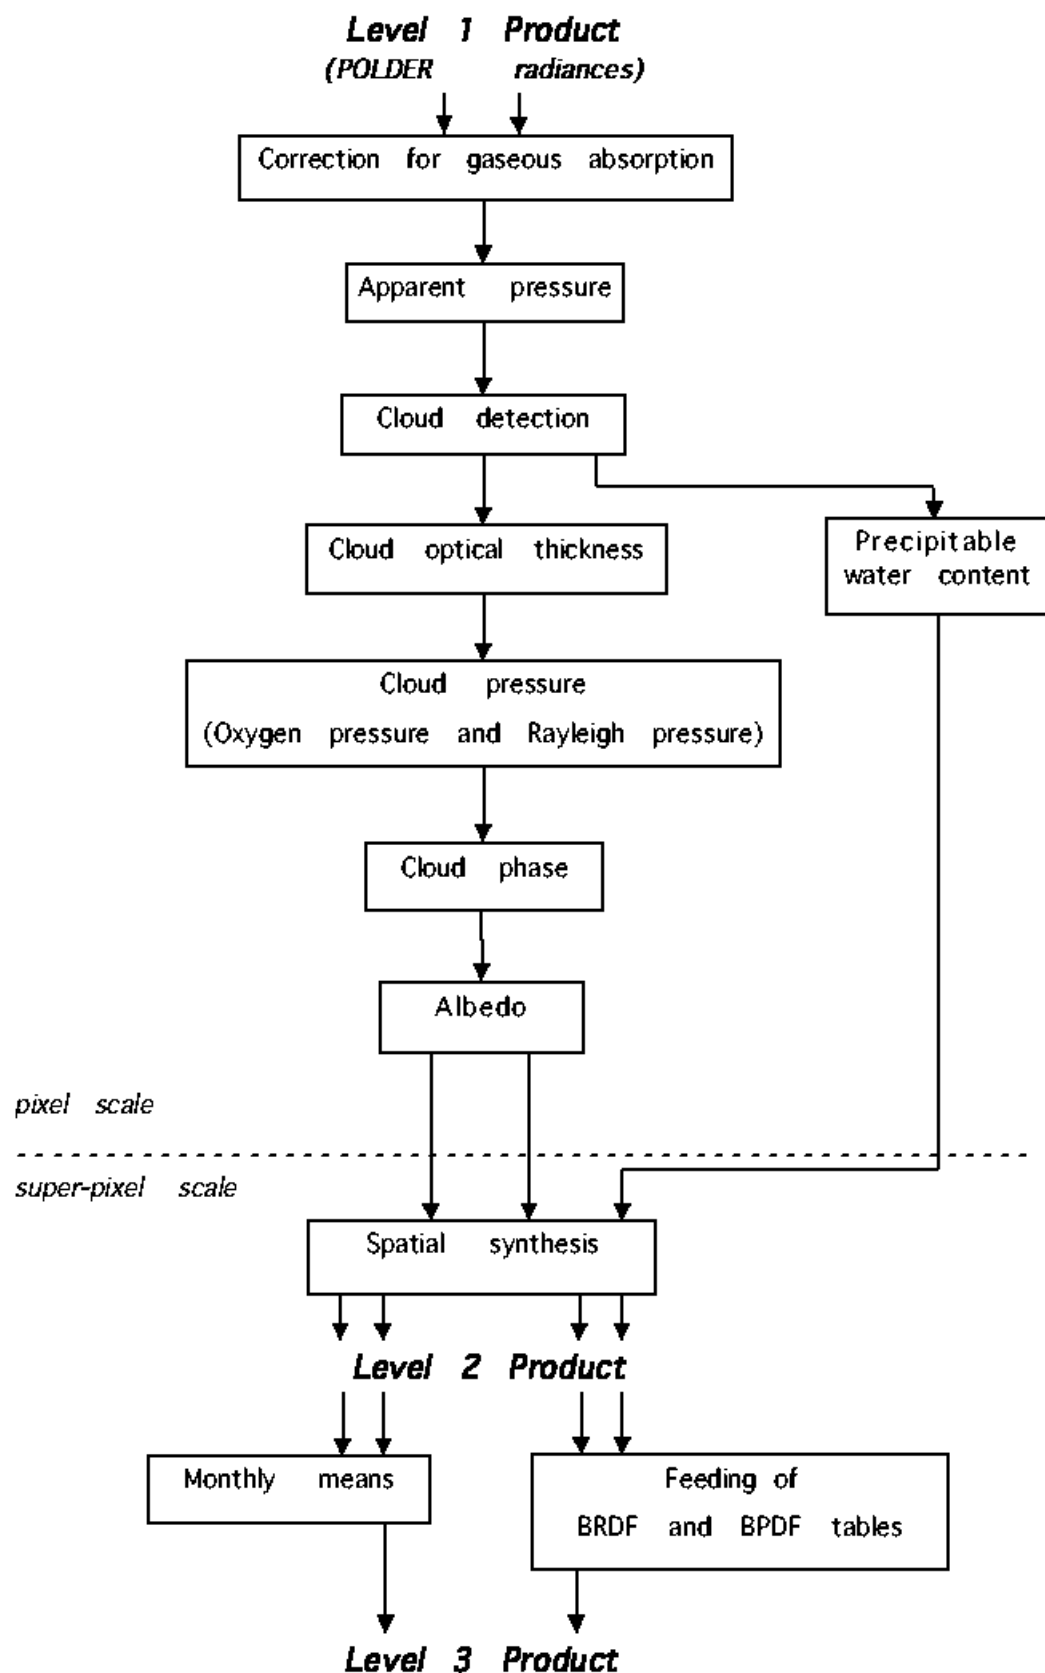 Level 1 Product
(POLDER radiances)
Correction for gaseous absorption
Apparent pressure
Cloud detection
Cloud optical thickness
Precipitable
water content
Cloud pressure
(Oxygen pressure and Rayleigh pressure)
Cloud phase
Albedo
pixel scale
super-pixel scale
Spatial synthesis
Level 2 Product
Monthly means
Feeding of
BRDF and BPDF tables
Level 3 Product